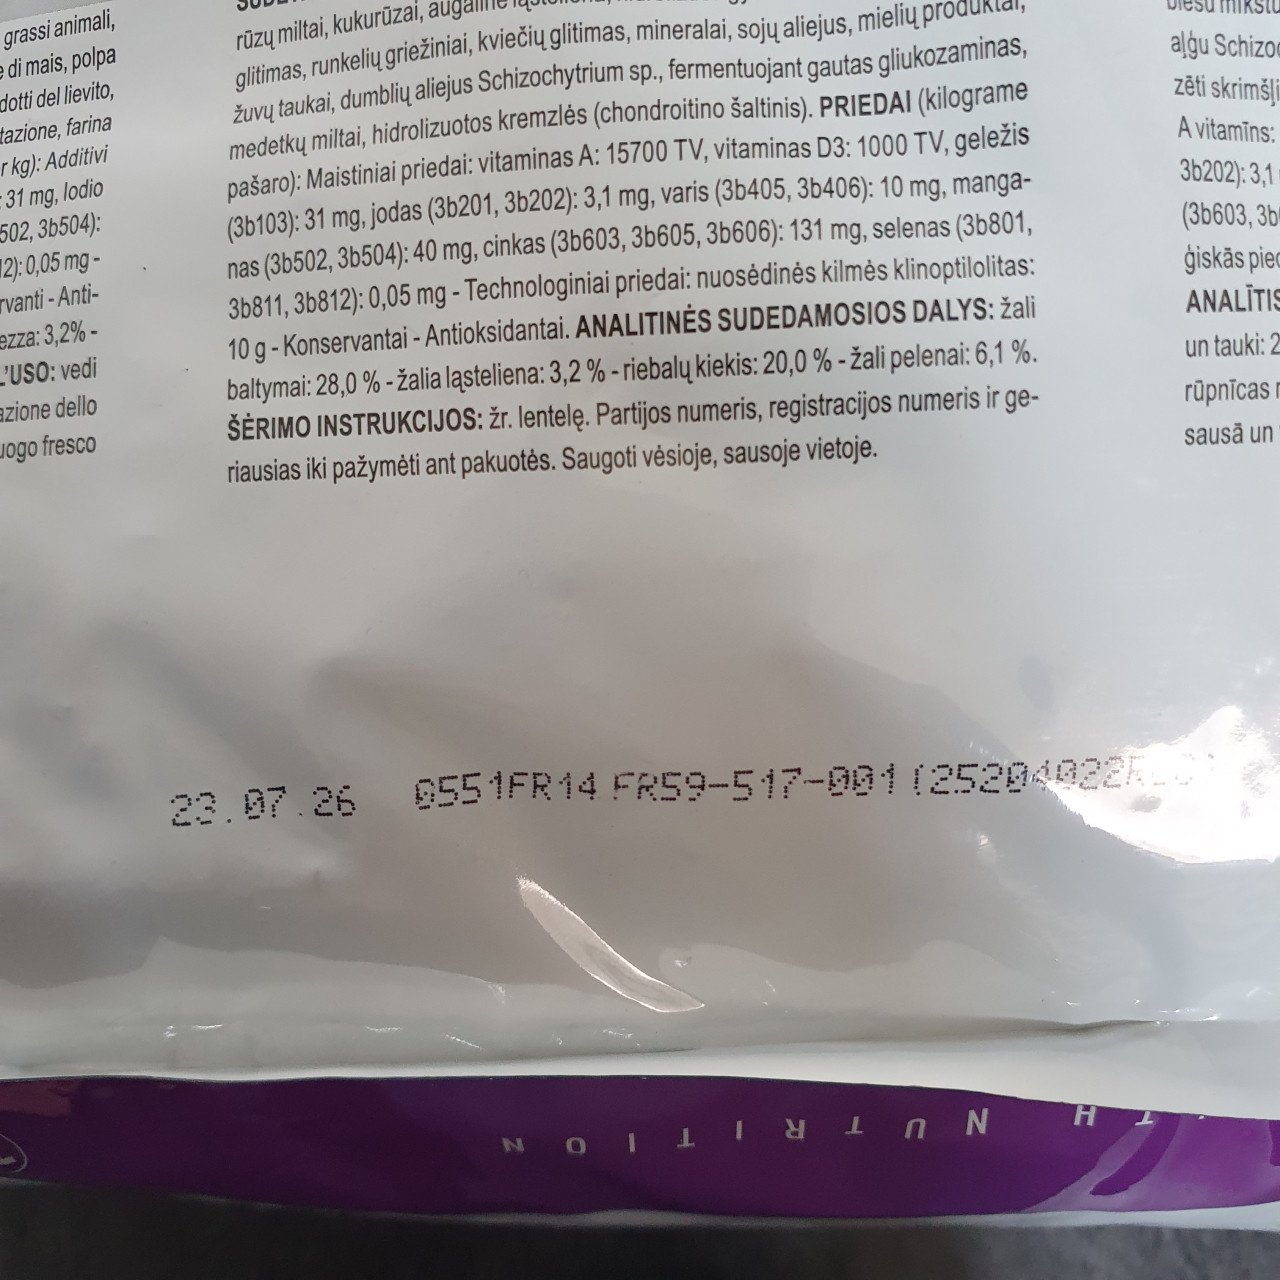 grassi animali,
di mais, polpa
dotti del lievito,
tazione, farina
kg): Additivi
31 mg, Iodio
502, 3b504):
12): 0,05 mg -
rvanti - Anti-
ezza: 3,2% -
L'USO: vedi
azione dello
uogo fresco
rūzų miltai, kukurūzai,
glitimas, runkelių griežiniai, kviečių glitimas, mineralai, sojų aliejus, mielių produktai,
žuvų taukai, dumblių aliejus Schizochytrium sp., fermentuojant gautas gliukozaminas,
medetkų miltai, hidrolizuotos kremzlės (chondroitino šaltinis). PRIEDAI (kilograme
pašaro): Maistiniai priedai: vitaminas A: 15700 TV, vitaminas D3: 1000 TV, geležis
(3b103): 31 mg, jodas (3b201, 3b202): 3,1 mg, varis (3b405, 3b406): 10 mg, manga-
nas (3b502, 3b504): 40 mg, cinkas (3b603, 3b605, 3b606): 131 mg, selenas (3b801,
3b811, 3b812): 0,05 mg - Technologiniai priedai: nuosėdinės kilmės klinoptilolitas:
10 g - Konservantai - Antioksidantai. ANALITINĖS SUDEDAMOSIOS DALYS: žali
baltymai: 28,0 % - žalia ląsteliena: 3,2 % - riebalų kiekis: 20,0 % - žali pelenai: 6,1 %.
ŠĖRIMO INSTRUKCIJOS: žr. lentelę. Partijos numeris, registracijos numeris ir ge-
riausias iki pažymėti ant pakuotės. Saugoti vėsioje, sausoje vietoje.
aļģu Schizo
zēti skrimšļi
A vitamīns:
3b202): 3,1
(3b603, 3b
ģiskās pied
ANALĪTIS
un tauki: 2
rūpnīcas
sausā un
23.07.26 0551FR14 FR59-517-001
TH NUTRITION